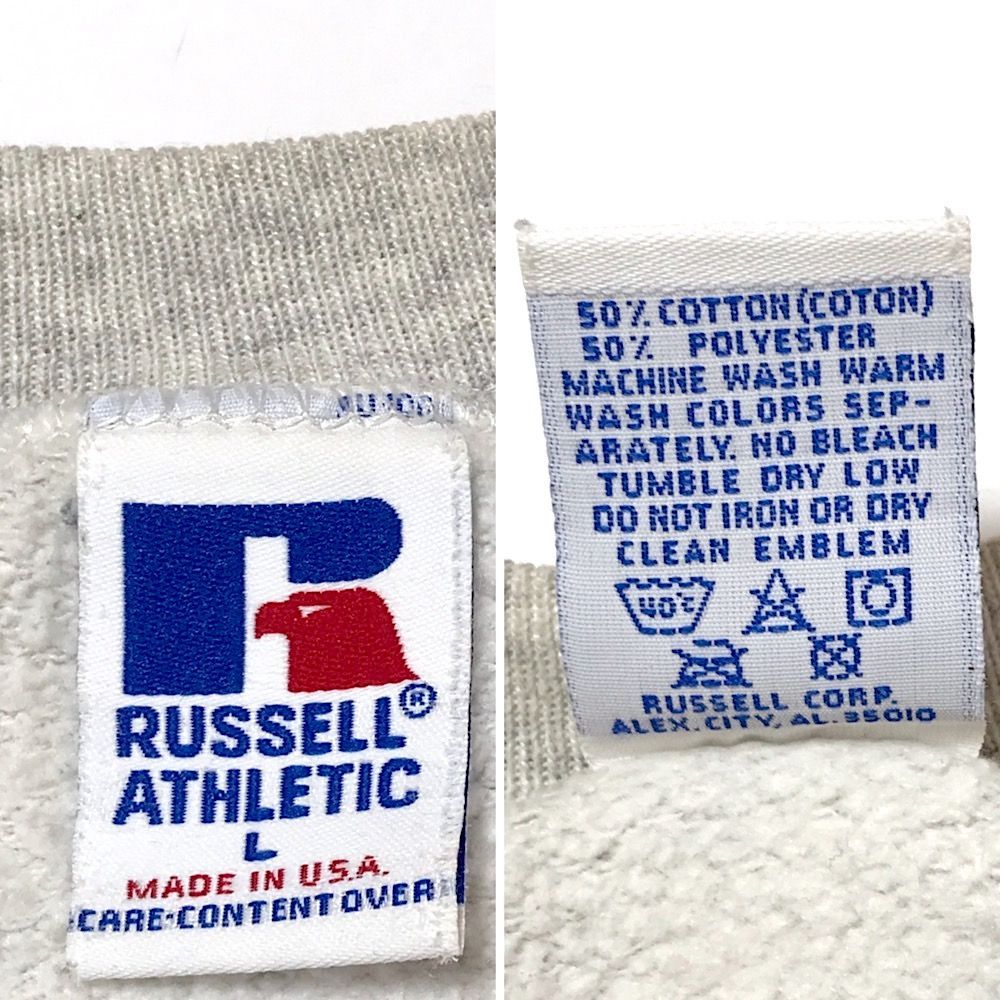 RUSSELL®
ATHLETIC
L
MADE IN U.S.A.
CARE·CONTENT OVER
50% COTTON (COTON)
50% POLYESTER
MACHINE WASH WARM
WASH COLORS SEP-
ARATELY. NO BLEACH
TUMBLE DRY LOW
DO NOT IRON OR DRY
CLEAN EMBLEM
40°C
RUSSELL CORP.
ALEX. CITY, AL. 35010